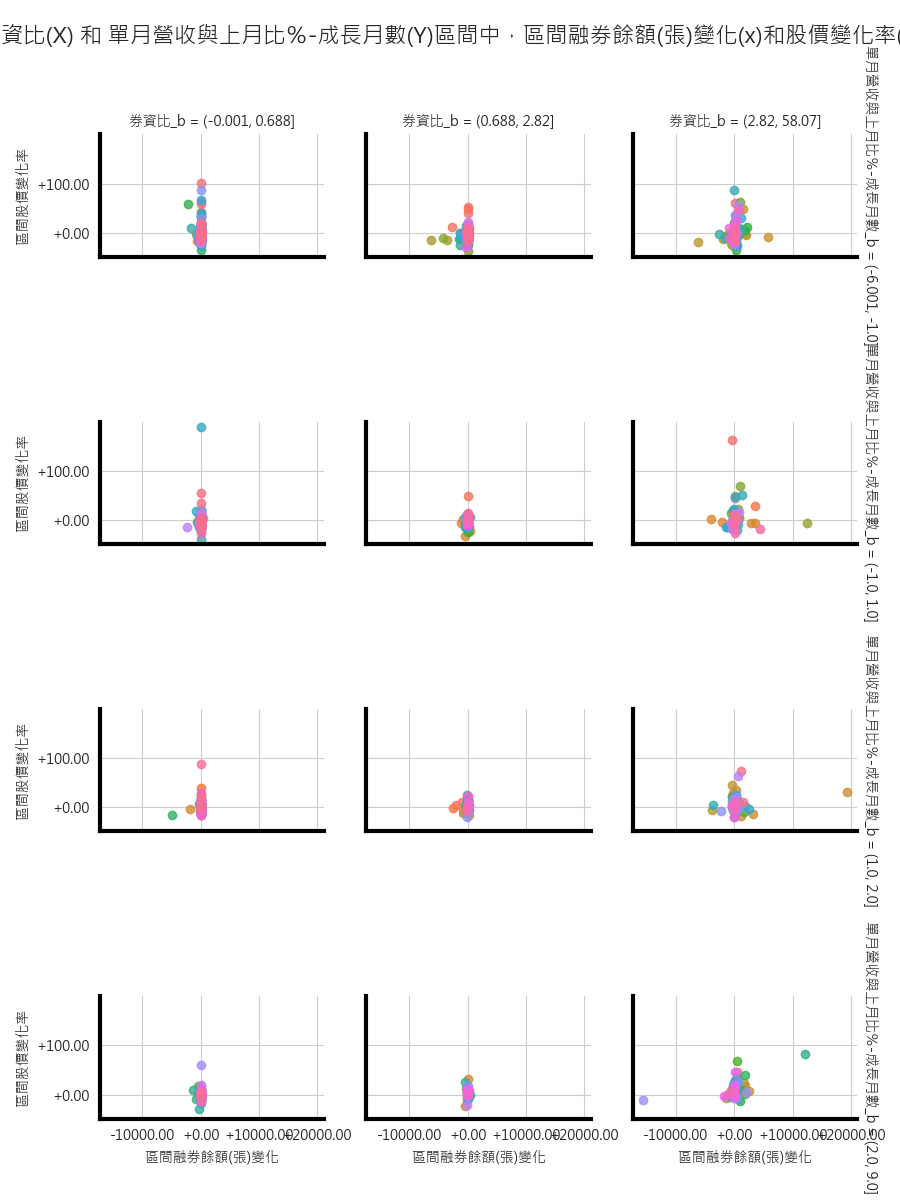 資比(X) 和 單月營收與上月比%-成長月數(Y)區間中，區間融券餘額(張)變化(x)和股價變化率(
券資比_b = (-0.001, 0.688]
券資比_b = (0.688, 2.82]
券資比_b = (2.82, 58.07]
區間股價變化率
+100.00
+0.00
單月營收與上月比%-成長月數_b = (-6.001, -1.0]
區間股價變化率
+100.00
+0.00
單月營收與上月比%-成長月數_b = (-1.0, 1.0]
區間股價變化率
+100.00
+0.00
單月營收與上月比%-成長月數_b = (1.0, 2.0]
區間股價變化率
+100.00
+0.00
單月營收與上月比%-成長月數_b = (2.0, 9.0]
-10000.00 +0.00 +10000.00 +20000.00
-10000.00 +0.00 +10000.00 +20000.00
-10000.00 +0.00 +10000.00 +20000.00
區間融券餘額(張)變化
區間融券餘額(張)變化
區間融券餘額(張)變化